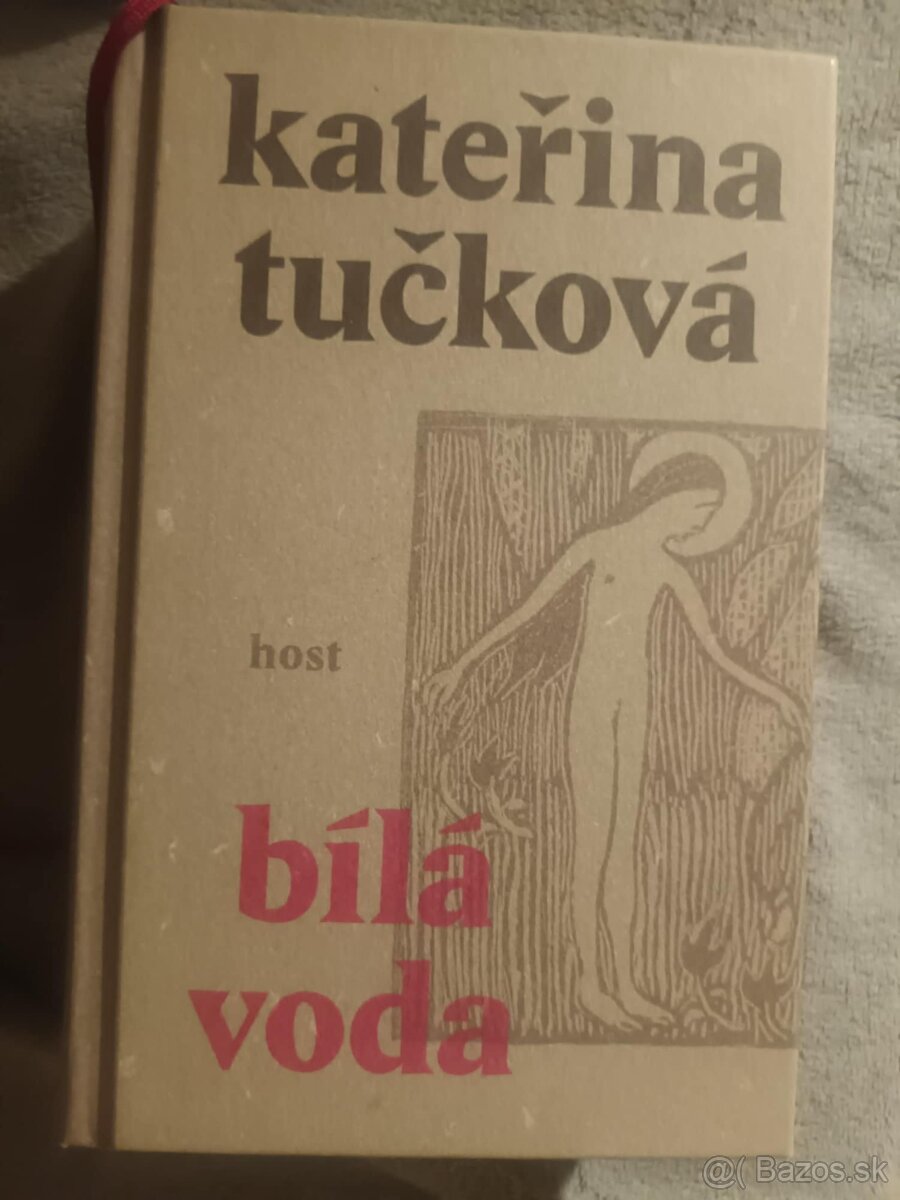 kateřina
tučková
host
bílá
voda
@( Bazos.sk